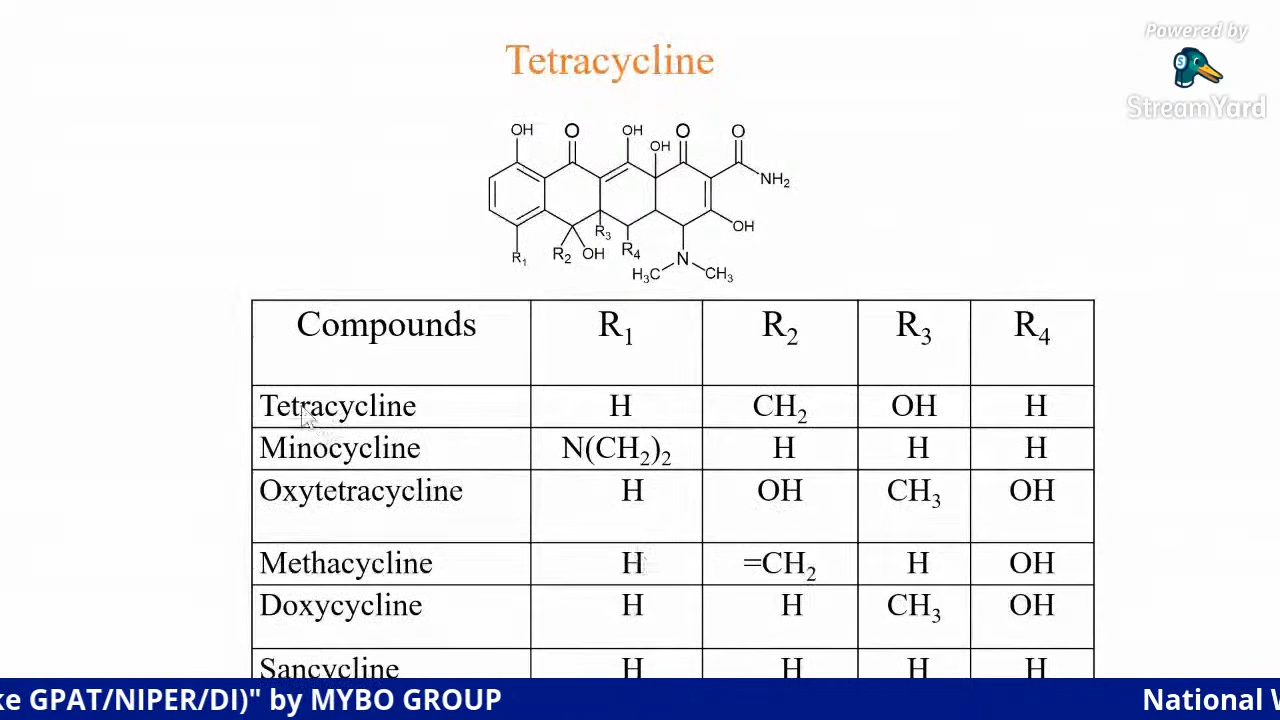 Powered by
StreamYard
Tetracycline
OH O OH OH O O
NH₂
OH
R₁ R₂ OH R₃ R₄ N
H₃C CH₃
Compounds R₁ R₂ R₃ R₄
Tetracycline H CH₂ OH H
Minocycline N(CH₂)₂ H H H
Oxytetracycline H OH CH₃ OH
Methacycline H =CH₂ H OH
Doxycycline H H CH₃ OH
Sancycline H H H H
ke GPAT/NIPER/DI)" by MYBO GROUP National W